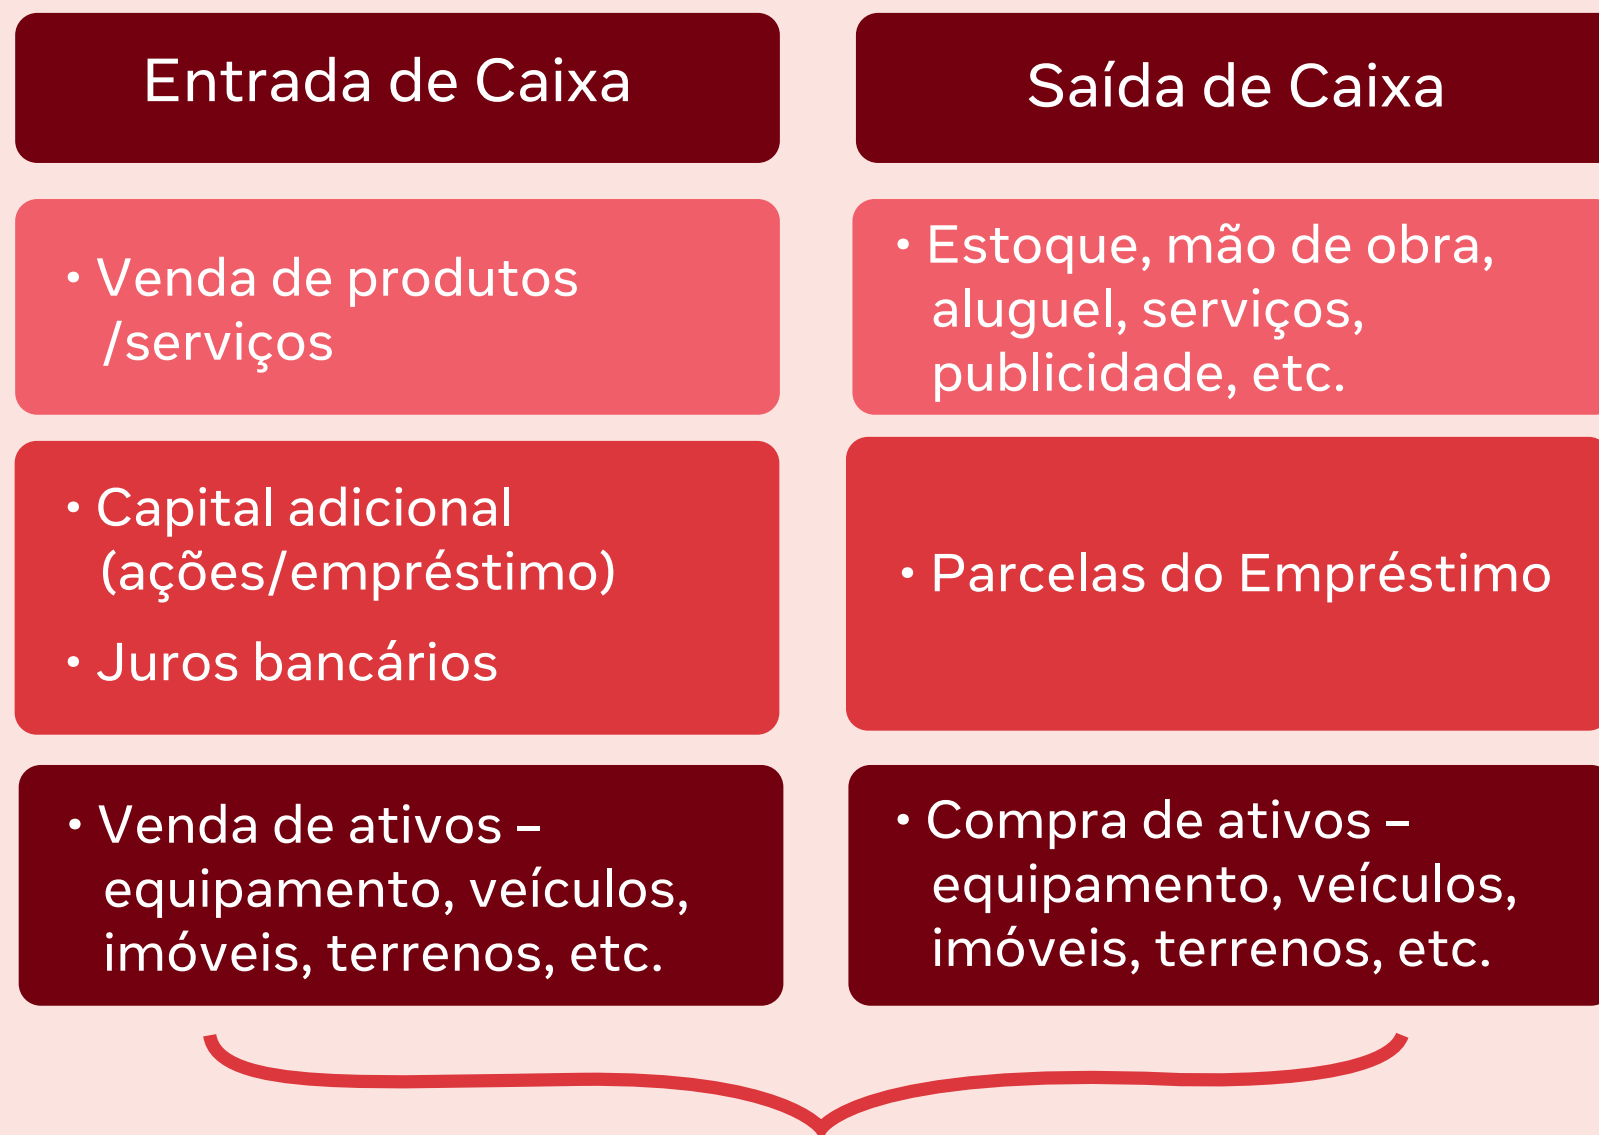 Entrada de Caixa
Saída de Caixa
• Venda de produtos
/serviços
• Estoque, mão de obra,
aluguel, serviços,
publicidade, etc.
• Capital adicional
(ações/empréstimo)
• Juros bancários
• Parcelas do Empréstimo
• Venda de ativos –
equipamento, veículos,
imóveis, terrenos, etc.
• Compra de ativos –
equipamento, veículos,
imóveis, terrenos, etc.